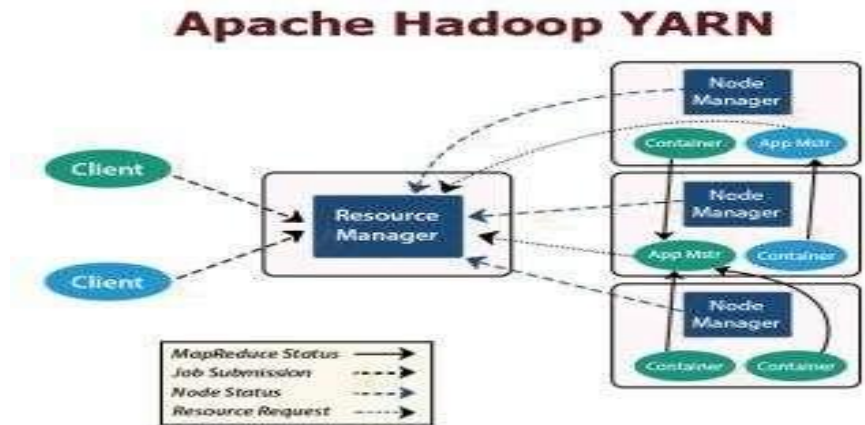 Apache Hadoop YARN
Client
Client
Resource
Manager
Node
Manager
Container
App Mstr
Node
Manager
App Mstr
Container
Node
Manager
Container
Container
MapReduce Status
Job Submission
Node Status
Resource Request